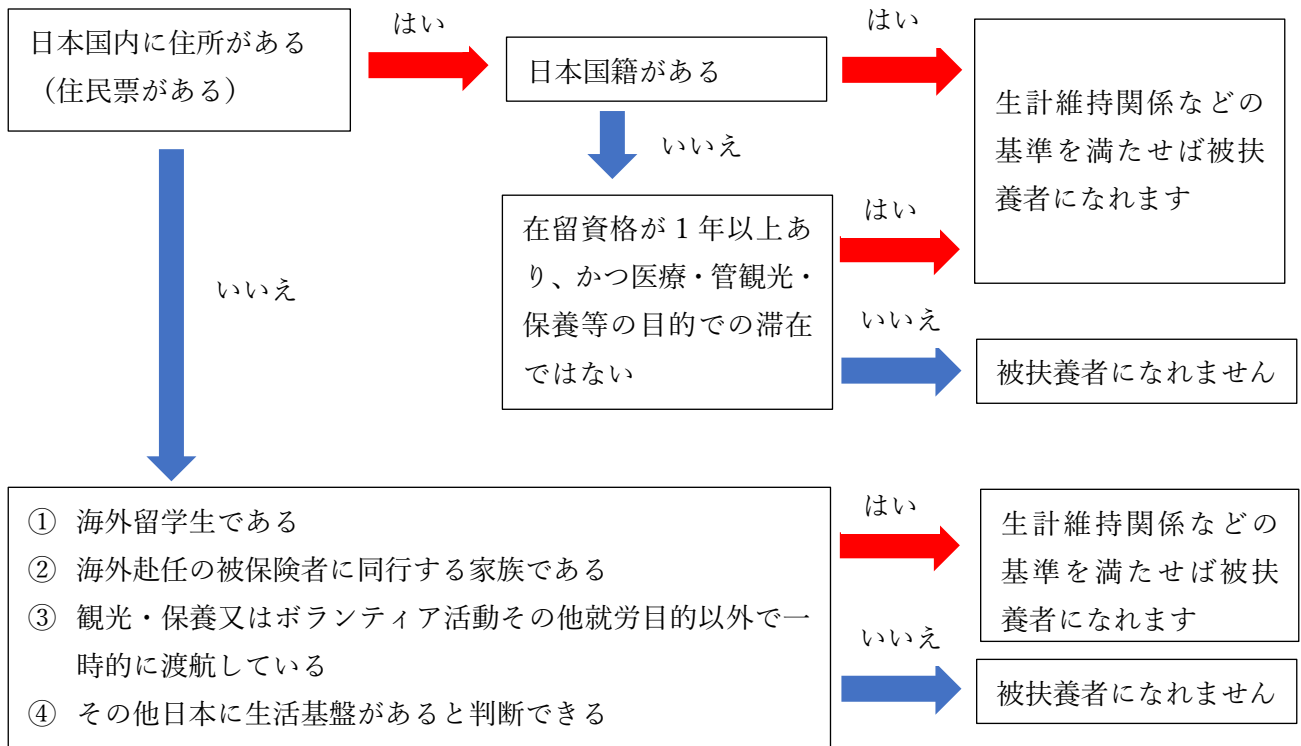 日本国内に住所がある
（住民票がある）
はい
日本国籍がある
はい
生計維持関係などの
基準を満たせば被扶
養者になれます
いいえ
在留資格が１年以上あ
り、かつ医療・管観光・
保養等の目的での滞在
ではない
はい
いいえ
被扶養者になれません
いいえ
① 海外留学生である
② 海外赴任の被保険者に同行する家族である
③ 観光・保養又はボランティア活動その他就労目的以外で一
時的に渡航している
④ その他日本に生活基盤があると判断できる
はい
生計維持関係などの
基準を満たせば被扶
養者になれます
いいえ
被扶養者になれません